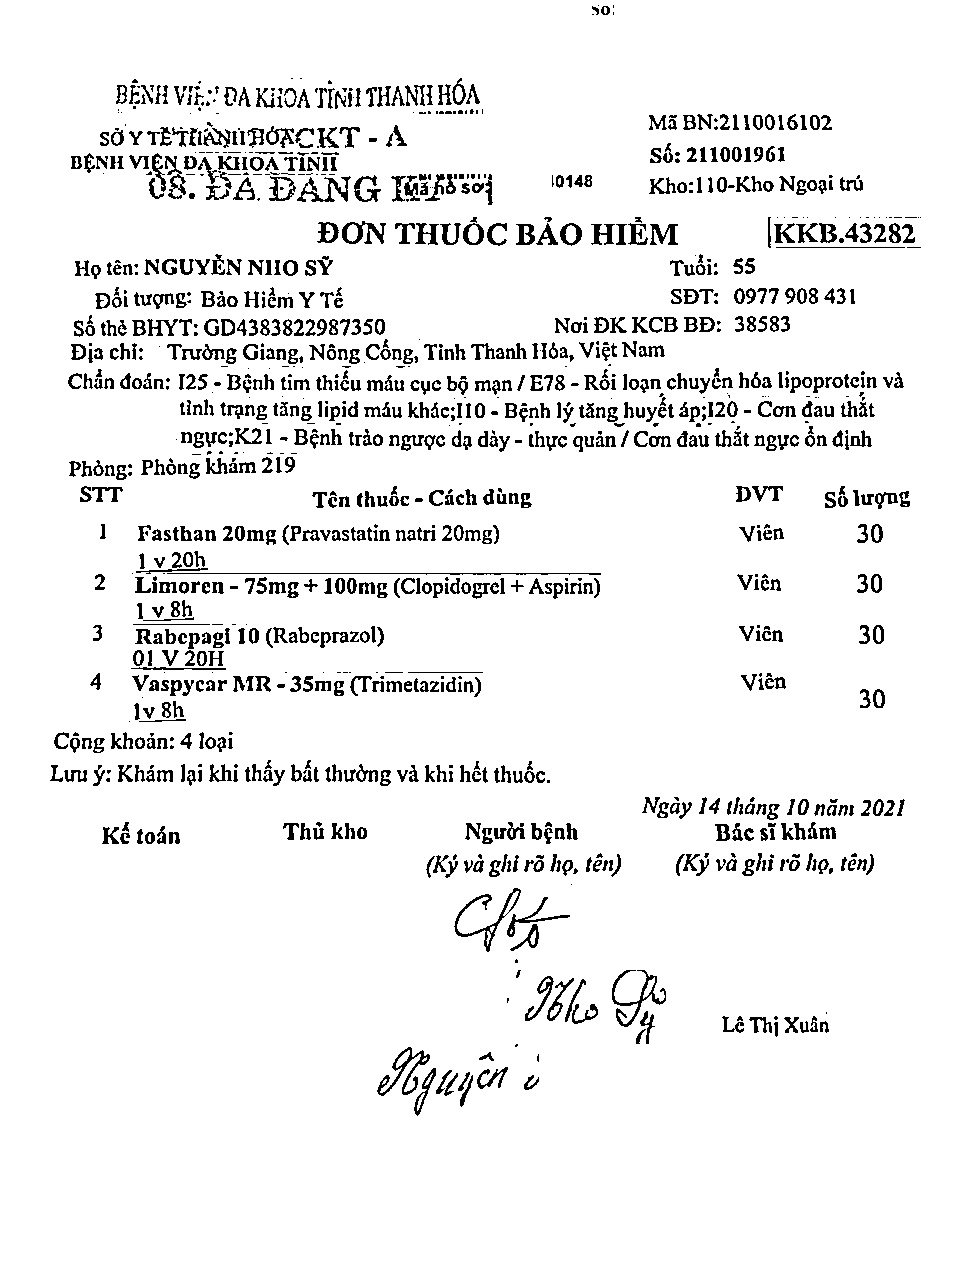 Số:
BỆNH VIỆN ĐA KHOA TỈNH THANH HÓA
SỞ Y TẾ THANH HÓA CKT - A
BỆNH VIỆN ĐA KHOA TỈNH
08. ĐÃ ĐĂNG Mã hồ sơ 0148
Mã BN:2110016102
Số: 211001961
Kho:110-Kho Ngoại trú
ĐƠN THUỐC BẢO HIỂM KKB.43282
Họ tên: NGUYỄN NHO SỸ Tuổi: 55
Đối tượng: Bảo Hiểm Y Tế SĐT: 0977 908 431
Số thẻ BHYT: GD4383822987350 Nơi ĐK KCB BĐ: 38583
Địa chỉ: Trường Giang, Nông Cống, Tỉnh Thanh Hóa, Việt Nam
Chẩn đoán: I25 - Bệnh tim thiếu máu cục bộ mạn / E78 - Rối loạn chuyển hóa lipoprotein và
tình trạng tăng lipid máu khác;I10 - Bệnh lý tăng huyết áp;I20 - Cơn đau thắt
ngực;K21 - Bệnh trào ngược dạ dày - thực quản / Cơn đau thắt ngực ổn định
Phòng: Phòng khám 219
STT Tên thuốc - Cách dùng ĐVT Số lượng
1 Fasthan 20mg (Pravastatin natri 20mg) Viên 30
1 v 20h
2 Limoren - 75mg + 100mg (Clopidogrel + Aspirin) Viên 30
1 v 8h
3 Rabepagi 10 (Rabeprazol) Viên 30
01 V 20H
4 Vaspycar MR - 35mg (Trimetazidin) Viên 30
1v 8h
Cộng khoản: 4 loại
Lưu ý: Khám lại khi thấy bất thường và khi hết thuốc.
Ngày 14 tháng 10 năm 2021
Kế toán Thủ kho Người bệnh Bác sĩ khám
(Ký và ghi rõ họ, tên) (Ký và ghi rõ họ, tên)
Nho Sỹ
Lê Thị Xuân
Nguyên